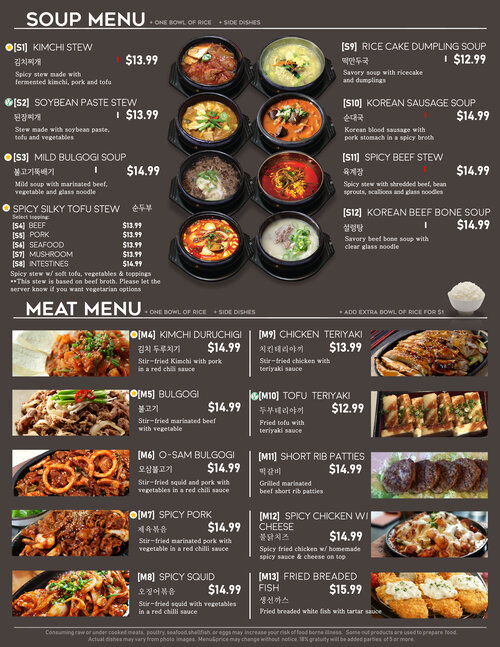 SOUP MENU + ONE BOWL OF RICE + SIDE DISHES
[S1] KIMCHI STEW
김치찌개 $13.99
Spicy stew made with
fermented kimchi, pork and tofu
[S2] SOYBEAN PASTE STEW
된장찌개 $13.99
Stew made with soybean paste,
tofu and vegetables
[S3] MILD BULGOGI SOUP
불고기뚝배기 $14.99
Mild soup with marinated beef,
vegetable and glass noodle
SPICY SILKY TOFU STEW 순두부
Select topping:
[S4] BEEF $13.99
[S5] PORK $13.99
[S6] SEAFOOD $13.99
[S7] MUSHROOM $13.99
[S8] INTESTINES $14.99
Spicy stew w/ soft tofu, vegetables & toppings
**This stew is based on beef broth. Please let the
server know if you want vegetarian options
[S9] RICE CAKE DUMPLING SOUP
떡만두국 $12.99
Savory soup with ricecake
and dumplings
[S10] KOREAN SAUSAGE SOUP
순대국 $14.99
Korean blood sausage with
pork stomach in a spicy broth
[S11] SPICY BEEF STEW
육계장 $14.99
Spicy stew with shredded beef, bean
sprouts, scallions and glass noodles
[S12] KOREAN BEEF BONE SOUP
설렁탕 $14.99
Savory beef bone soup with
clear glass noodle
MEAT MENU + ONE BOWL OF RICE + SIDE DISHES + ADD EXTRA BOWL OF RICE FOR $1
[M4] KIMCHI DURUCHIGI
김치 두루치기 $14.99
Stir-fried Kimchi with pork
in a red chili sauce
[M5] BULGOGI
불고기 $14.99
Stir-fried marinated beef
with vegetable
[M6] O-SAM BULGOGI
오삼불고기 $14.99
Stir-fried squid and pork with
vegetables in a red chili sauce
[M7] SPICY PORK
제육볶음 $14.99
Stir-fried marinated pork with
vegetable in a red chilli sauce
[M8] SPICY SQUID
오징어볶음 $14.99
Stir-fried squid with vegetables
in a red chili sauce
[M9] CHICKEN TERIYAKI
치킨테리야끼 $13.99
Stir-fried chicken with
teriyaki sauce
[M10] TOFU TERIYAKI
두부테리야끼 $12.99
Fried tofu with
teriyaki sauce
[M11] SHORT RIB PATTIES
떡갈비 $14.99
Grilled marinated
beef short rib patties
[M12] SPICY CHICKEN W/
CHEESE
불닭치즈 $14.99
Spicy fried chicken w/ homemade
spicy sauce & cheese on top
[M13] FRIED BREADED
FISH $15.99
생선까스
Fried breaded white fish with tartar sauce
Consuming raw or under cooked meats, poultry, seafood,shellfish, or eggs may increase your risk of food borne illness. Some nut products are used to prepare food.
Actual dishes may vary from photo images. Menu&price may change without notice. 18% gratuity will be added parties of 5 or more.